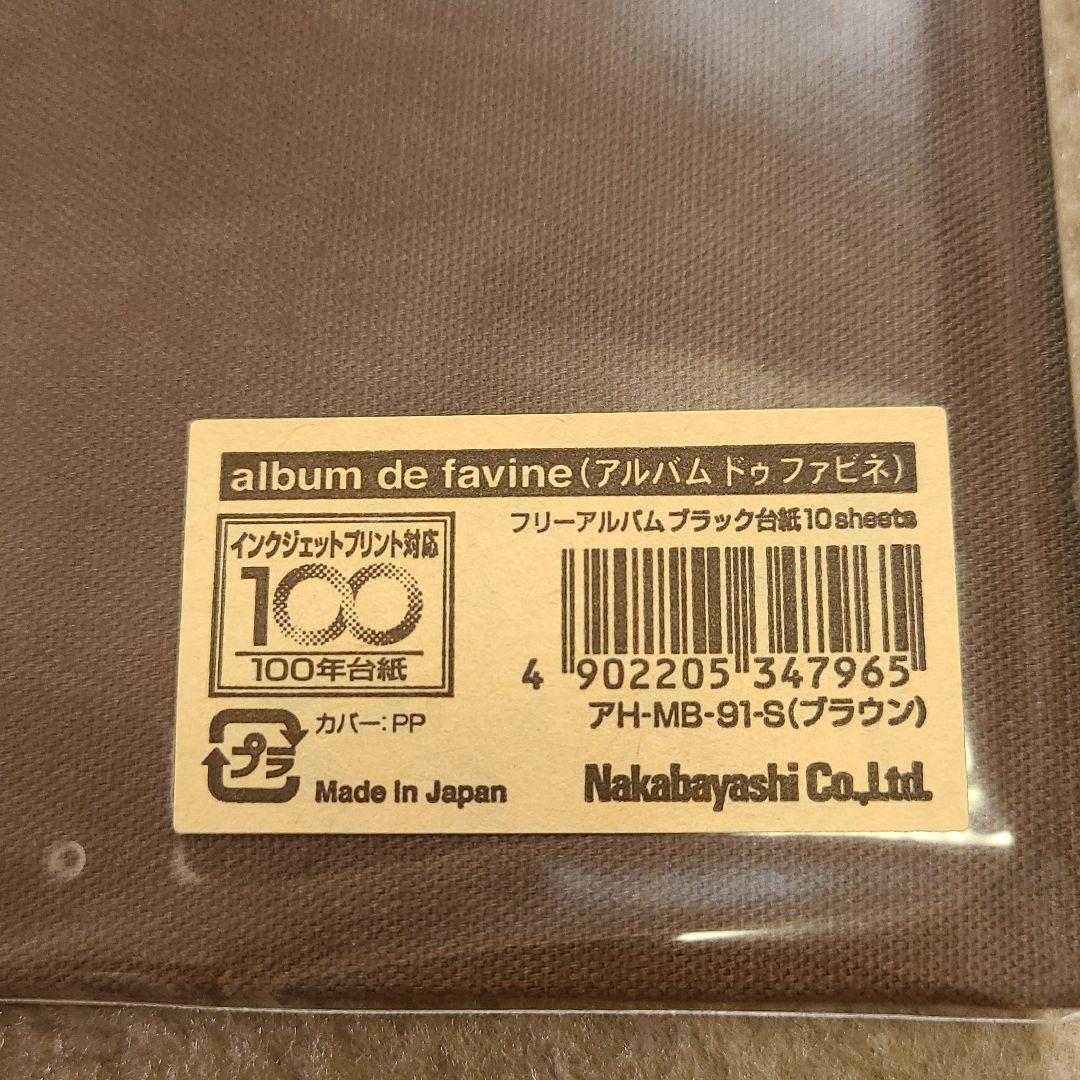 album de favine(アルバム ドゥ ファビネ)
フリーアルバム ブラック台紙10sheets
インクジェットプリント対応
100
100年台紙
4 902205 347965
アH-MB-91-S(ブラウン)
プラ
カバー:PP
Made In Japan
Nakabayashi Co.,Ltd.